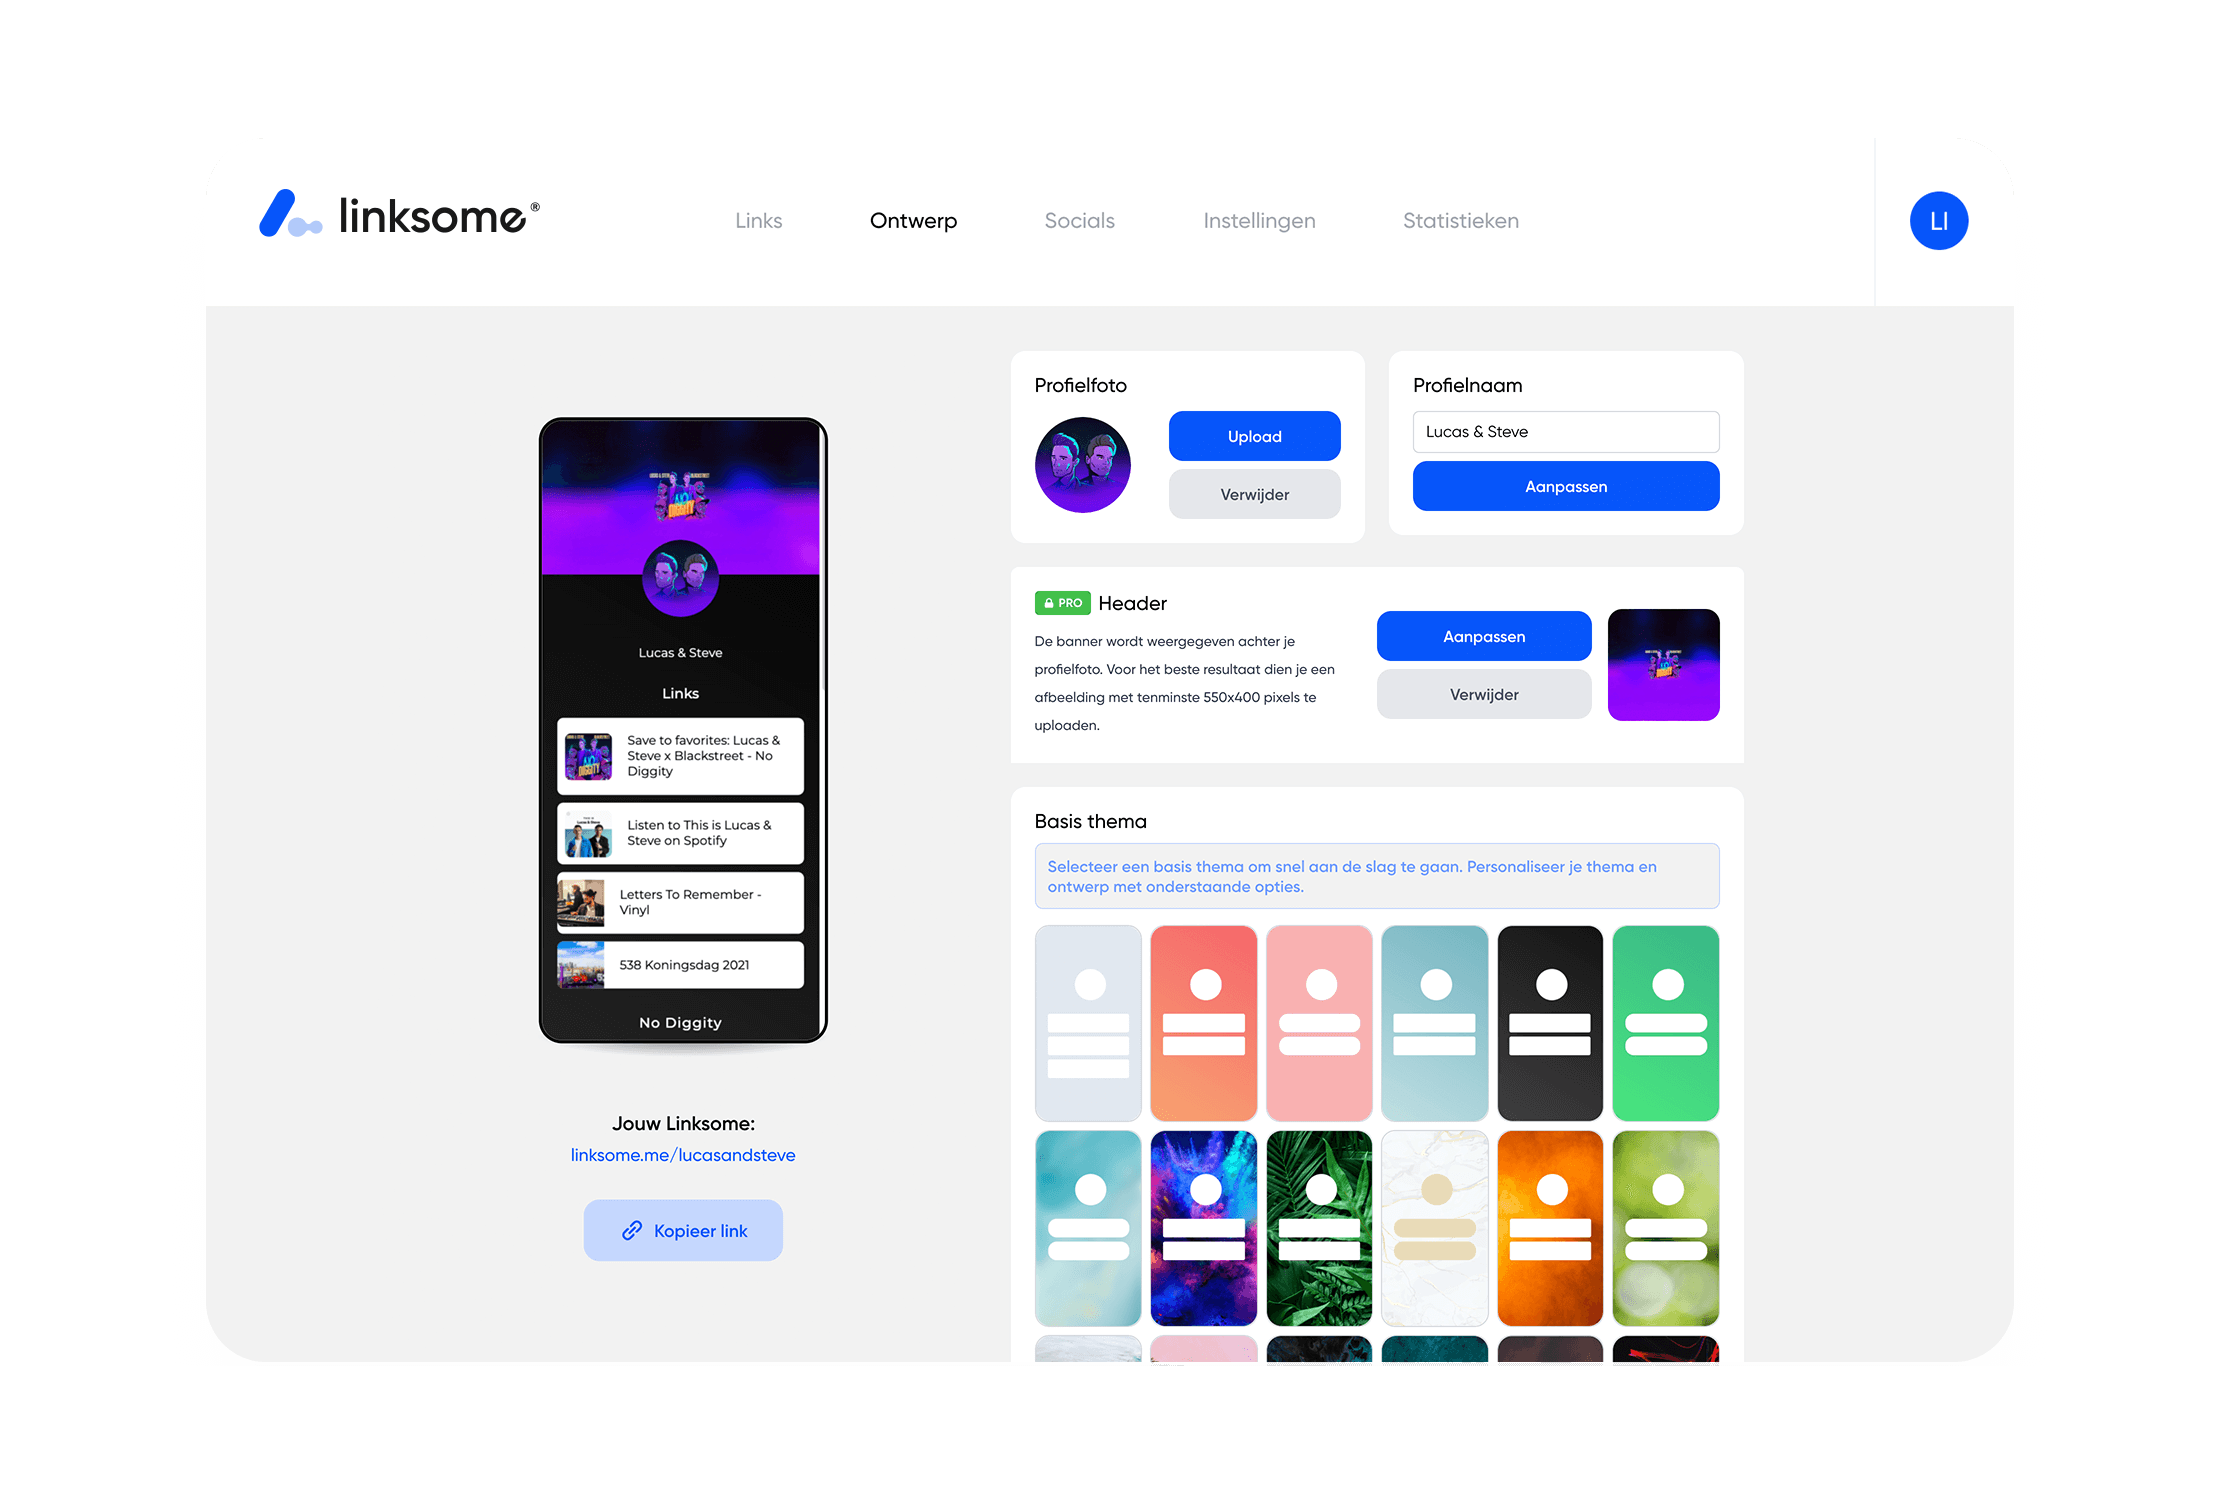 linksome®
Links
Ontwerp
Socials
Instellingen
Statistieken
LI
DIGGITY
Lucas & Steve
Links
Save to favorites: Lucas &
Steve x Blackstreet - No
Diggity
Listen to This is Lucas &
Steve on Spotify
Letters To Remember -
Vinyl
538 Koningsdag 2021
No Diggity
Jouw Linksome:
linksome.me/lucasandsteve
Kopieer link
Profielfoto
Upload
Verwijder
Profielnaam
Lucas & Steve
Aanpassen
PRO Header
De banner wordt weergegeven achter je
profielfoto. Voor het beste resultaat dien je een
afbeelding met tenminste 550x400 pixels te
uploaden.
Aanpassen
Verwijder
Basis thema
Selecteer een basis thema om snel aan de slag te gaan. Personaliseer je thema en
ontwerp met onderstaande opties.